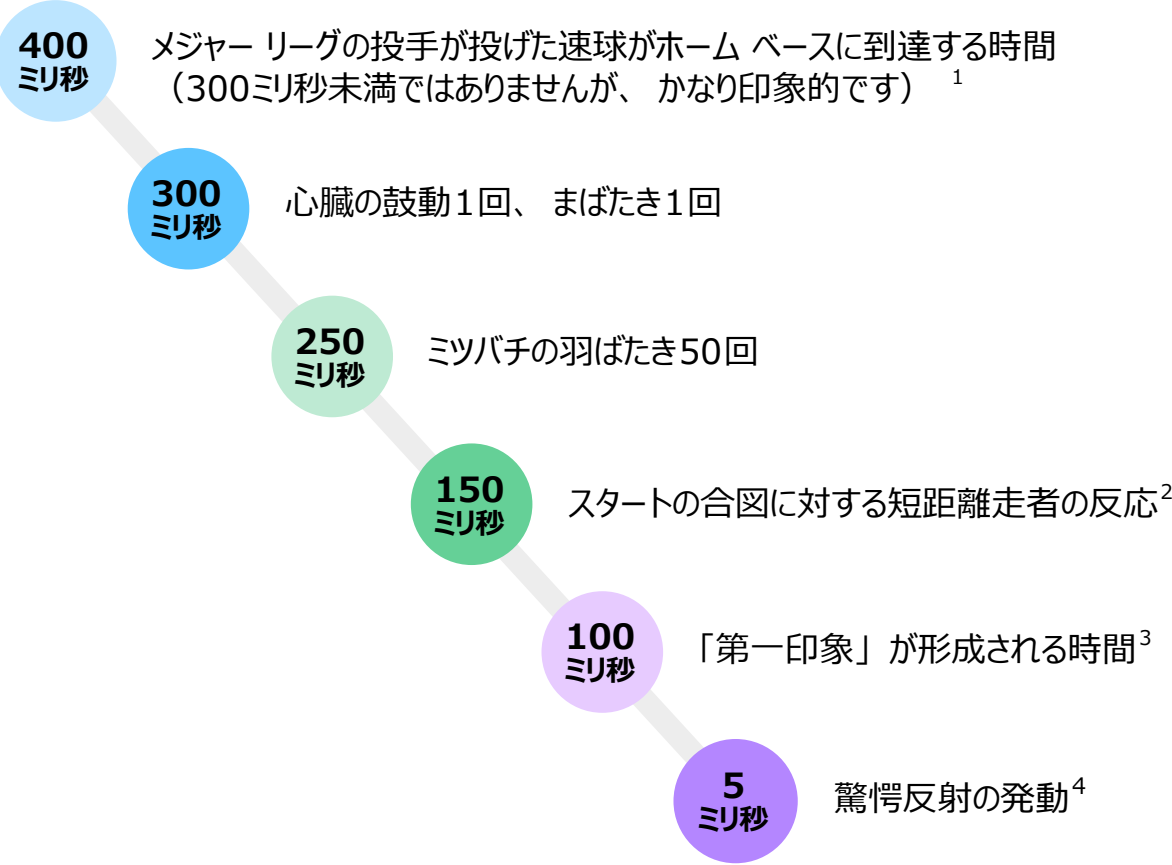 400
ミリ秒
メジャー リーグの投手が投げた速球がホーム ベースに到達する時間
（300ミリ秒未満ではありませんが、 かなり印象的です） 1
300
ミリ秒
心臓の鼓動1回、 まばたき1回
250
ミリ秒
ミツバチの羽ばたき50回
150
ミリ秒
スタートの合図に対する短距離走者の反応2
100
ミリ秒
「第一印象」が形成される時間3
5
ミリ秒
驚愕反射の発動4